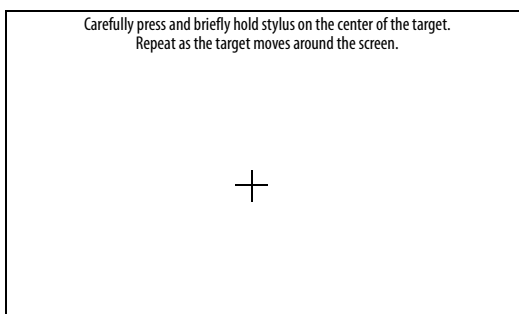 Carefully press and briefly hold stylus on the center of the target.
Repeat as the target moves around the screen.